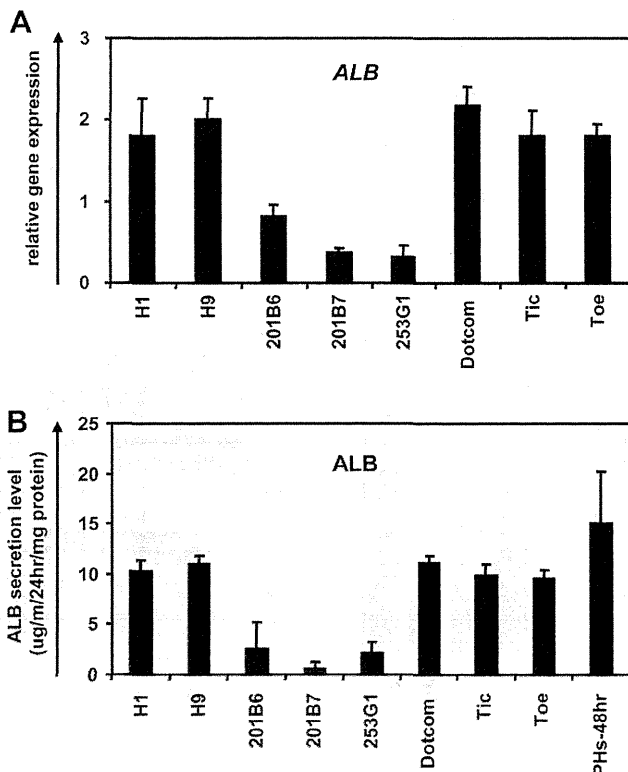 A
relative gene expression
3
2
1
0
ALB
H1
H9
201B6
201B7
253G1
Dotcom
Tic
Toe
B
ALB secretion level
(ug/m/24hr/mg protein)
25
20
15
10
5
0
ALB
H1
H9
201B6
201B7
253G1
Dotcom
Tic
Toe
PHs-48hr